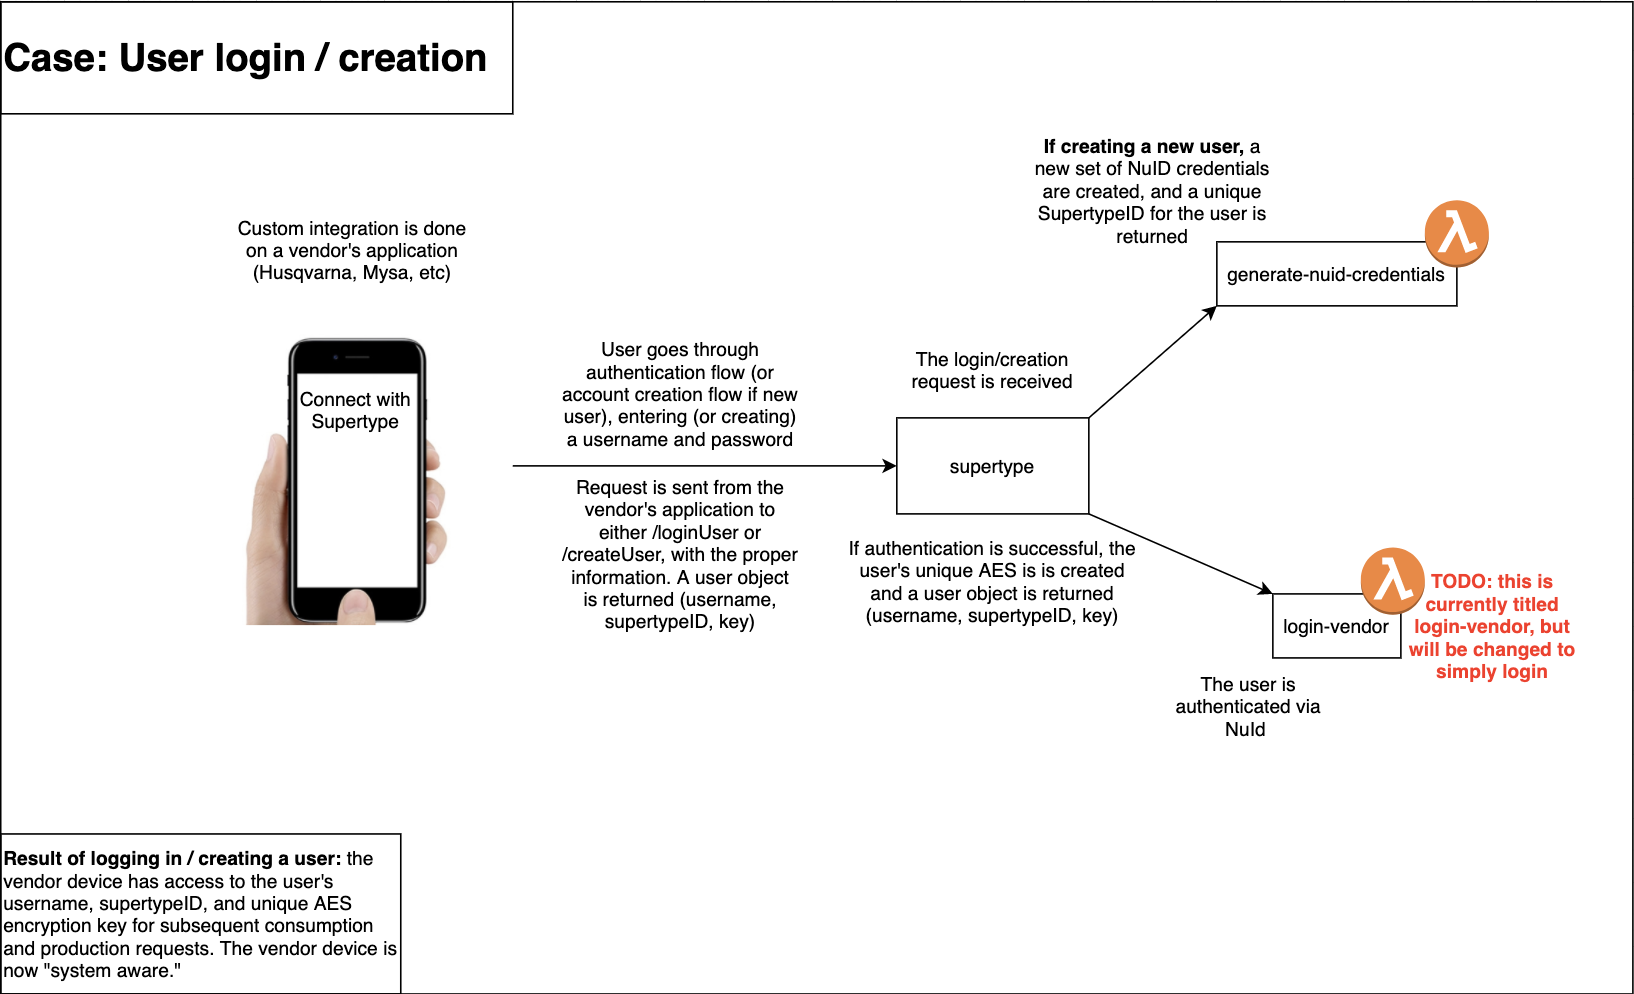 Case: User login / creation
If creating a new user, a
new set of NuID credentials
are created, and a unique
SupertypeID for the user is
returned
Custom integration is done
on a vendor's application
(Husqvarna, Mysa, etc)
generate-nuid-credentials
User goes through
authentication flow (or
account creation flow if new
user), entering (or creating)
a username and password
The login/creation
request is received
Connect with
Supertype
supertype
Request is sent from the
vendor's application to
either /loginUser or
/createUser, with the proper
information. A user object
is returned (username,
supertypeID, key)
If authentication is successful, the
user's unique AES is is created
and a user object is returned
(username, supertypeID, key)
login-vendor
TODO: this is
currently titled
login-vendor, but
will be changed to
simply login
The user is
authenticated via
NuId
Result of logging in / creating a user: the
vendor device has access to the user's
username, supertypeID, and unique AES
encryption key for subsequent consumption
and production requests. The vendor device is
now "system aware."